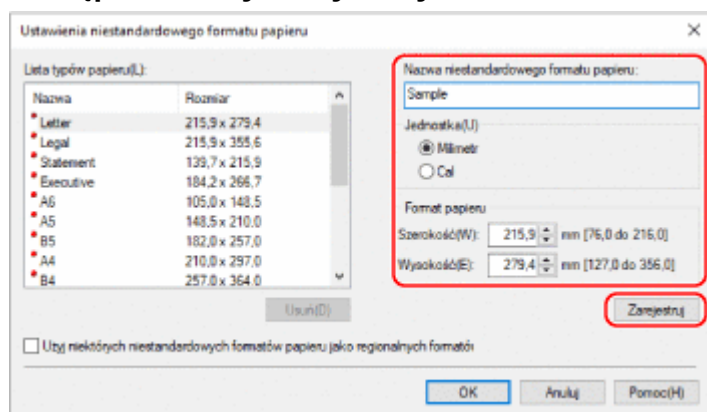 Ustawienia niestandardowego formatu papieru
Lista typów papieru(L):
Nazwa Rozmiar
Letter 215,9 x 279,4
Legal 215,9 x 355,6
Statement 139,7 x 215,9
Executive 184,2 x 266,7
A6 105,0 x 148,5
A5 148,5 x 210,0
B5 182,0 x 257,0
A4 210,0 x 297,0
B4 257,0 x 364,0
Usuń(D)
Nazwa niestandardowego formatu papieru:
Sample
Jednostka(U)
Milimetr
Cal
Format papieru
Szerokość(W): 215,9 mm [76,0 do 216,0]
Wysokość(E): 279,4 mm [127,0 do 356,0]
Zarejestruj
Użyj niektórych niestandardowych formatów papieru jako regionalnych formatów
OK Anuluj Pomoc(H)